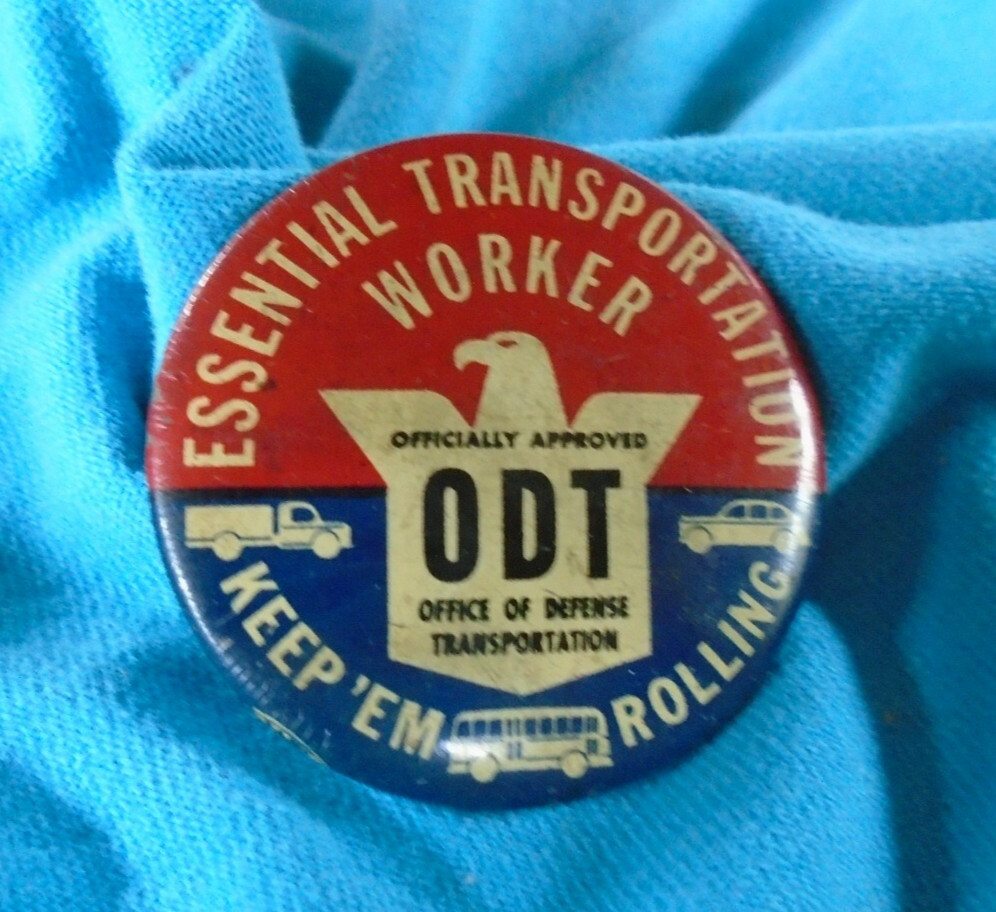 ESSENTIAL TRANSPORTATION
WORKER
OFFICIALLY APPROVED
ODT
OFFICE OF DEFENSE
TRANSPORTATION
KEEP 'EM ROLLING